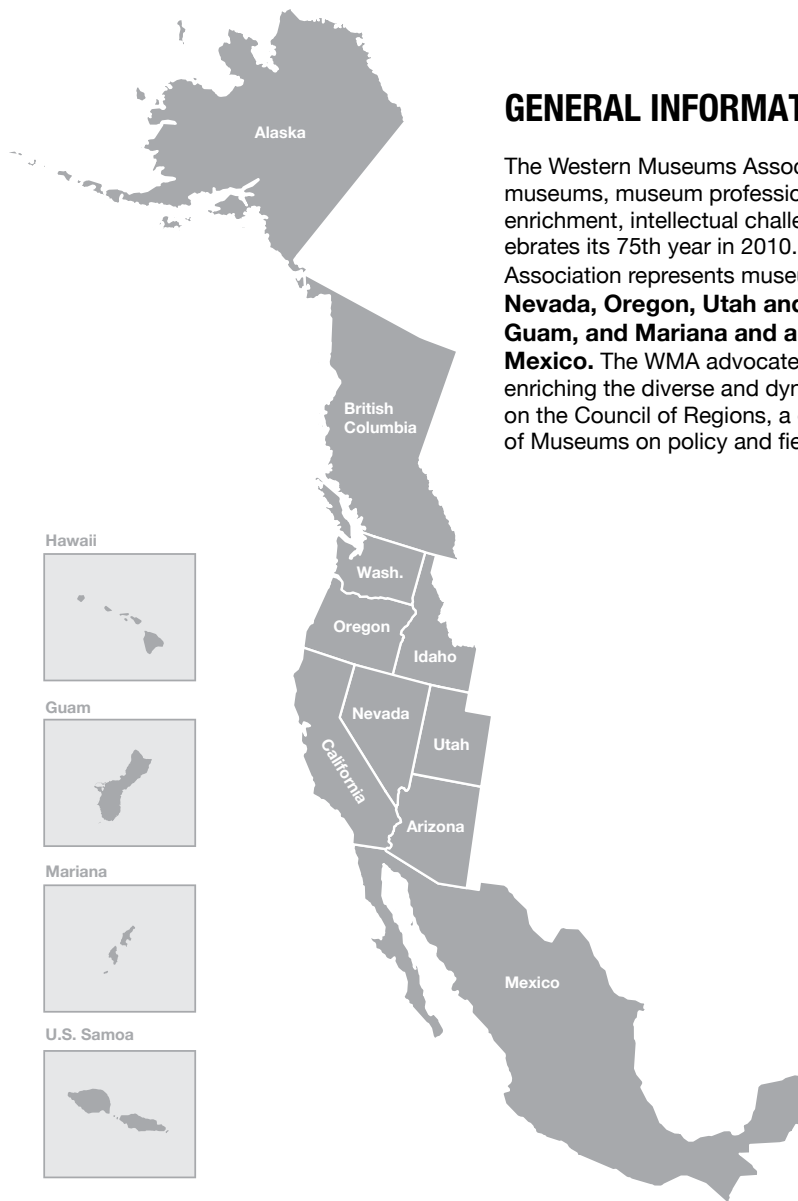 GENERAL INFORMAT
The Western Museums Assoc
museums, museum professio
enrichment, intellectual challe
ebrates its 75th year in 2010.
Association represents museu
Nevada, Oregon, Utah and
Guam, and Mariana and a
Mexico. The WMA advocate
enriching the diverse and dyn
on the Council of Regions, a
of Museums on policy and fie
Alaska
British
Columbia
Wash.
Oregon
Idaho
Nevada
Utah
California
Arizona
Mexico
Hawaii
Guam
Mariana
U.S. Samoa